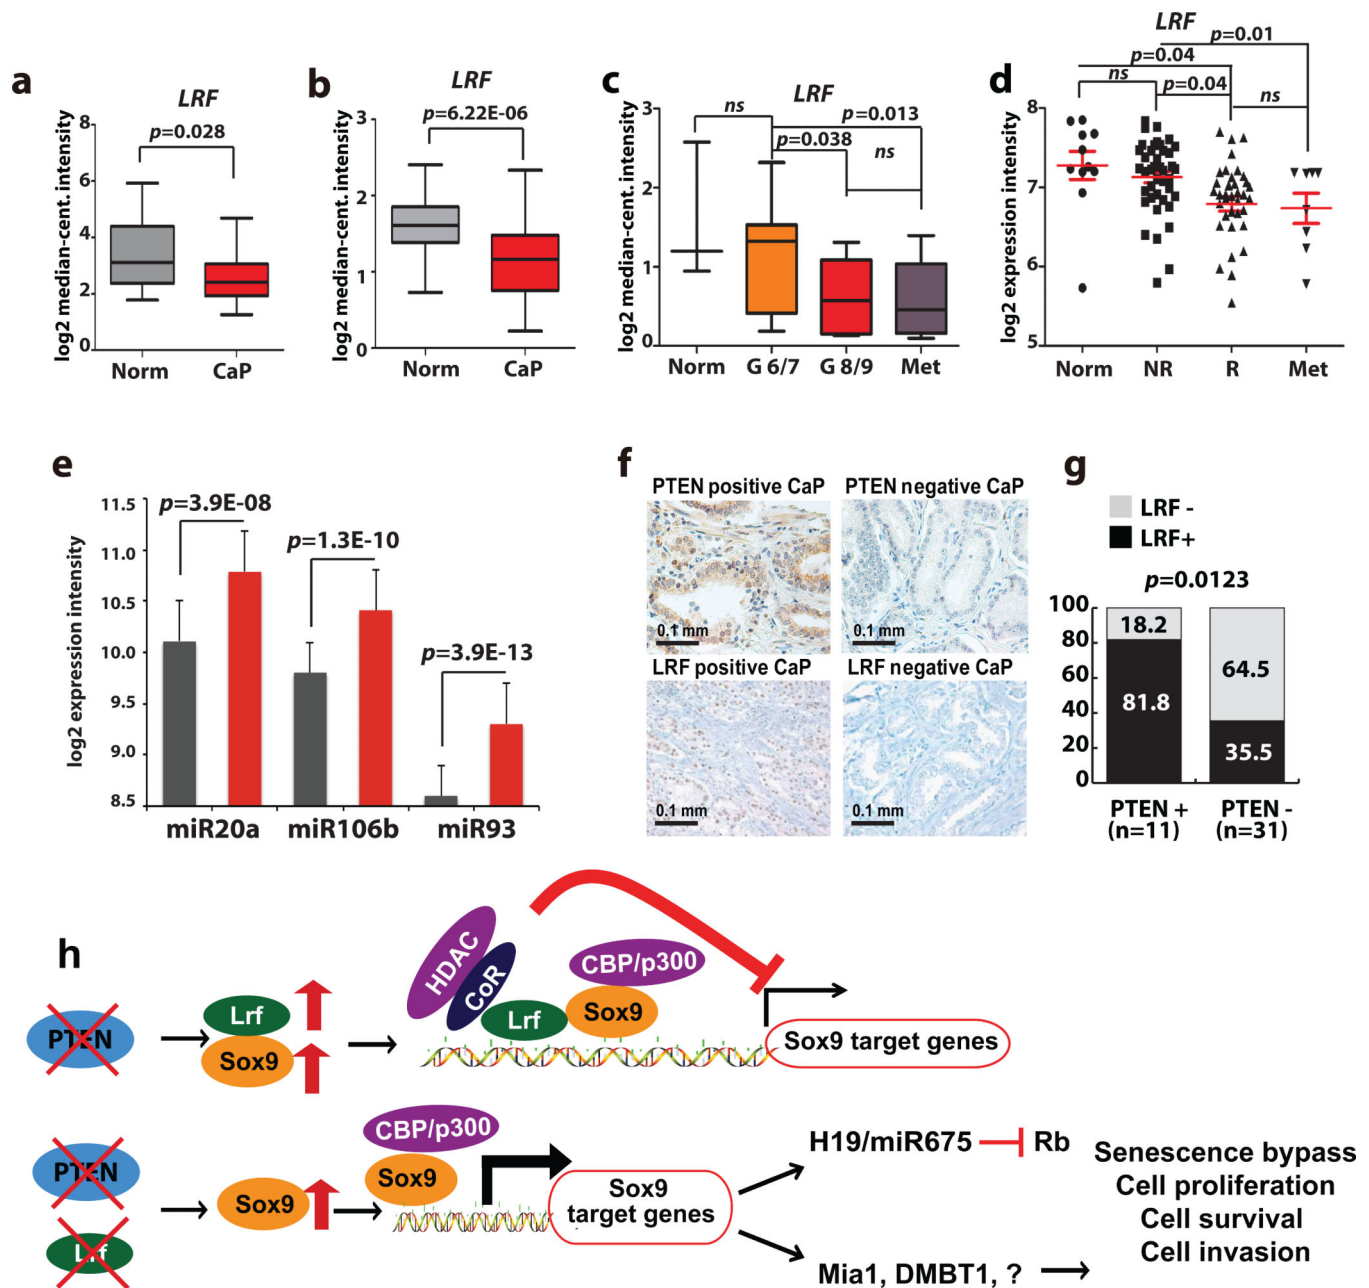 a
LRF
p=0.028
log2 median-cent. intensity
8
6
4
2
0
Norm CaP
b
LRF
p=6.22E-06
log2 median-cent. intensity
3
2
1
0
Norm CaP
c
LRF
ns
p=0.013
p=0.038
ns
log2 median-cent. intensity
3
2
1
0
Norm G 6/7 G 8/9 Met
d
LRF
p=0.01
p=0.04
ns p=0.04
ns
log2 expression intensity
8
7
6
5
Norm NR R Met
e
p=3.9E-08
p=1.3E-10
p=3.9E-13
log2 expression intensity
11.5
11.0
10.5
10.0
9.5
9.0
8.5
miR20a miR106b miR93
f
PTEN positive CaP PTEN negative CaP
0.1 mm 0.1 mm
LRF positive CaP LRF negative CaP
0.1 mm 0.1 mm
g
LRF -
LRF+
p=0.0123
100
80
60
40
20
0
18.2
81.8
64.5
35.5
PTEN + PTEN -
(n=11) (n=31)
h
PTEN
Lrf
Sox9
HDAC
CoR
Lrf
CBP/p300
Sox9
Sox9 target genes
PTEN
Lrf
Sox9
CBP/p300
Sox9
Sox9
target genes
H19/miR675 Rb
Mia1, DMBT1, ?
Senescence bypass
Cell proliferation
Cell survival
Cell invasion